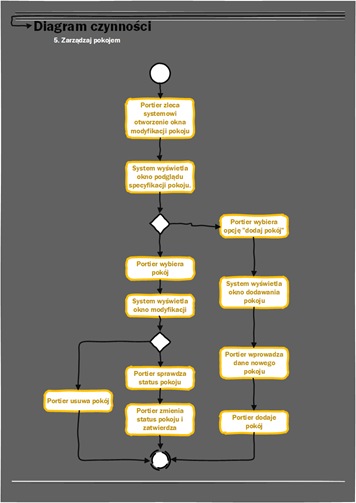 Diagram czynności
5. Zarządzaj pokojem
Portier zleca
systemowi
otworzenie okna
modyfikacji pokoju
System wyświetla
okno podglądu
specyfikacji pokoju.
Portier wybiera
opcję "dodaj pokój"
Portier wybiera
pokój
System wyświetla
okno modyfikacji
System wyświetla
okno dodawania
pokoju
Portier sprawdza
status pokoju
Portier wprowadza
dane nowego
pokoju
Portier usuwa pokój
Portier zmienia
status pokoju i
zatwierdza
Portier dodaje
pokój